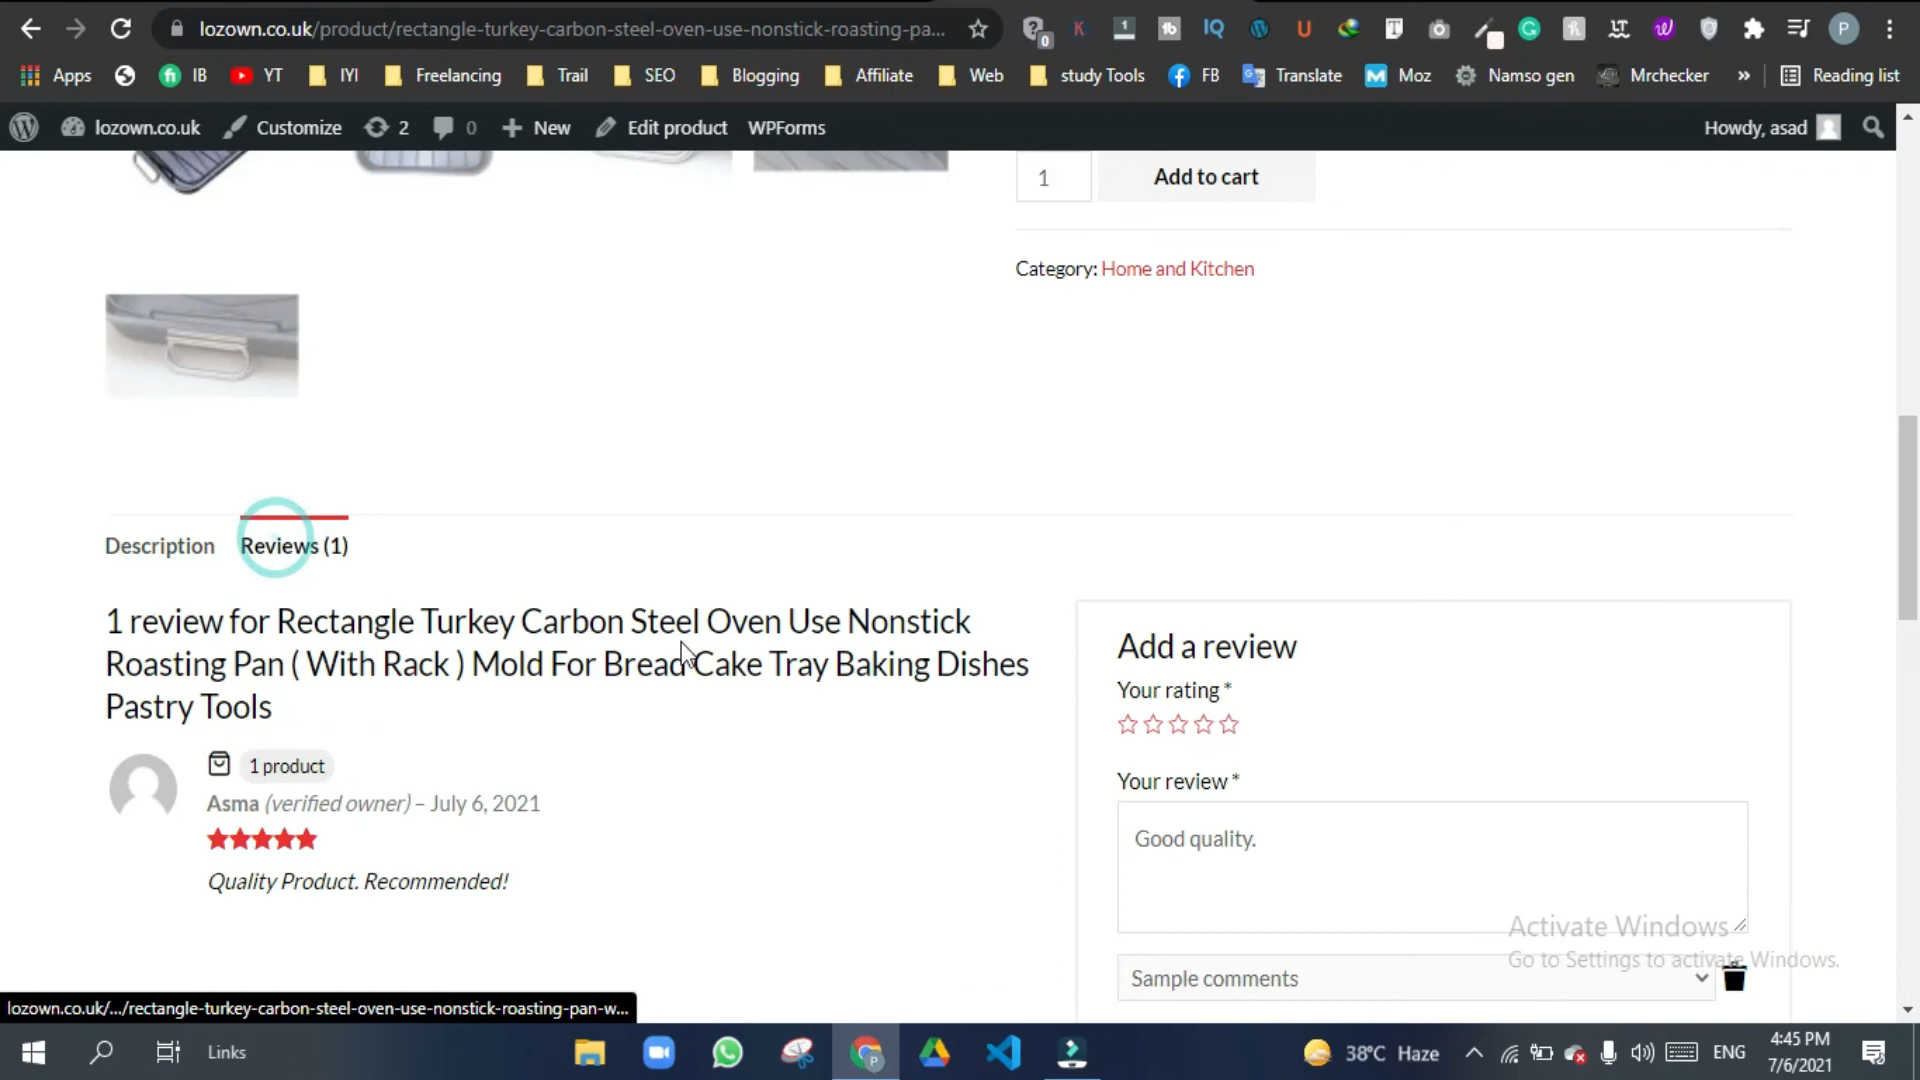 lozown.co.uk/product/rectangle-turkey-carbon-steel-oven-use-nonstick-roasting-pa...
Apps IB YT IYI Freelancing Trail SEO Blogging Affiliate Web study Tools FB Translate Moz Namso gen Mrchecker » Reading list
lozown.co.uk Customize 2 0 New Edit product WPForms Howdy, asad
1 Add to cart
Category: Home and Kitchen
Description Reviews (1)
1 review for Rectangle Turkey Carbon Steel Oven Use Nonstick
Roasting Pan ( With Rack ) Mold For Bread Cake Tray Baking Dishes
Pastry Tools
1 product
Asma (verified owner) – July 6, 2021
Quality Product. Recommended!
Add a review
Your rating *
Your review *
Good quality.
Sample comments
Activate Windows
Go to Settings to activate Windows.
lozown.co.uk/.../rectangle-turkey-carbon-steel-oven-use-nonstick-roasting-pan-w...
Links 38°C Haze ENG 4:45 PM
7/6/2021